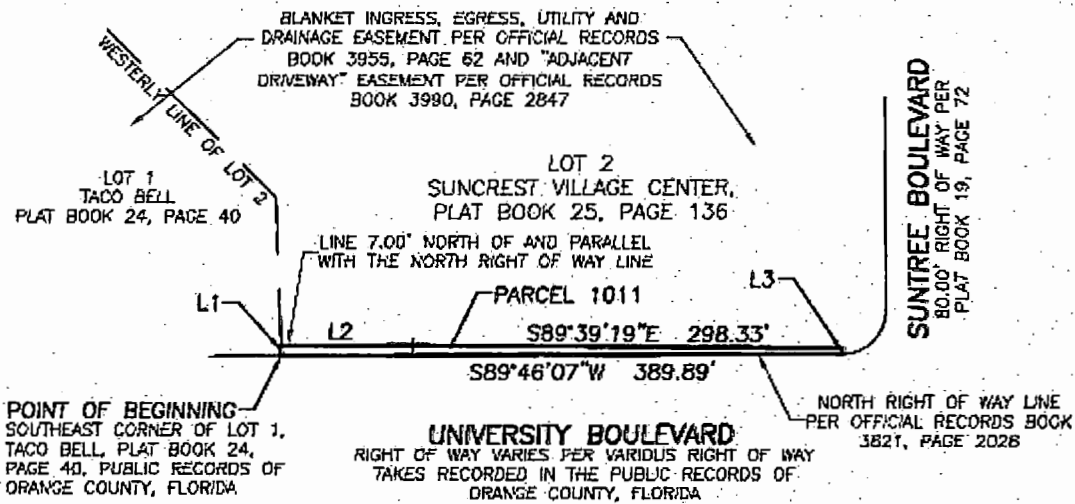 BLANKET INGRESS, EGRESS, UTILITY AND
DRAINAGE EASEMENT PER OFFICIAL RECORDS
BOOK 3955, PAGE 62 AND "ADJACENT
DRIVEWAY" EASEMENT PER OFFICIAL RECORDS
BOOK 3990, PAGE 2847
WESTERLY LINE OF LOT 2
LOT 1
TACO BELL
PLAT BOOK 24, PAGE 40
LOT 2
SUNCREST VILLAGE CENTER,
PLAT BOOK 25, PAGE 136
SUNTREE BOULEVARD
80.00' RIGHT OF WAY PER
PLAT BOOK 19, PAGE 72
LINE 7.00' NORTH OF AND PARALLEL
WITH THE NORTH RIGHT OF WAY LINE
L1
L2
PARCEL 1011
L3
S89°39'19"E 298.33'
S89°46'07"W 389.89'
POINT OF BEGINNING
SOUTHEAST CORNER OF LOT 1,
TACO BELL, PLAT BOOK 24,
PAGE 40, PUBLIC RECORDS OF
ORANGE COUNTY, FLORIDA
UNIVERSITY BOULEVARD
RIGHT OF WAY VARIES PER VARIOUS RIGHT OF WAY
TAKES RECORDED IN THE PUBLIC RECORDS OF
ORANGE COUNTY, FLORIDA
NORTH RIGHT OF WAY LINE
PER OFFICIAL RECORDS BOOK
3821, PAGE 2028